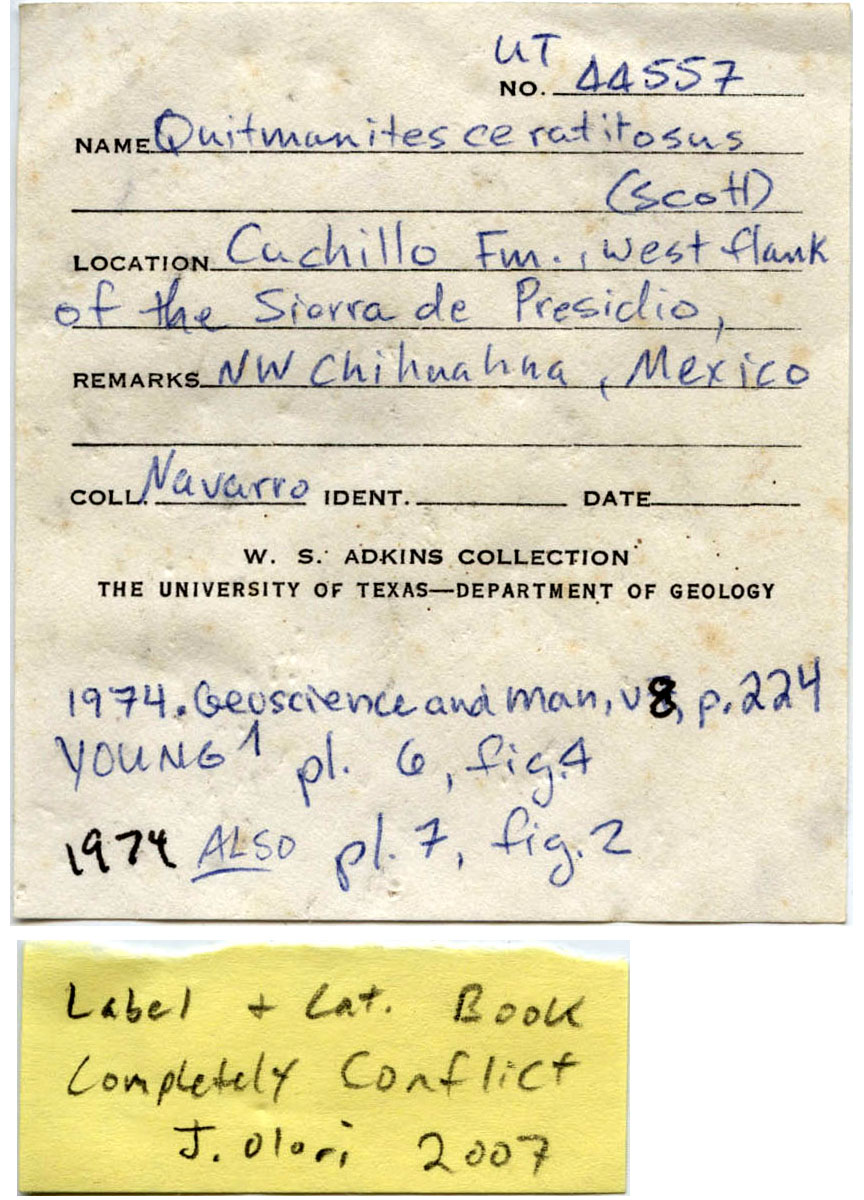 UT
NO. 44557
NAME Quitmanites ceratitosus
(Scott)
LOCATION Cuchillo Fm., west flank
of the Sierra de Presidio,
REMARKS NW Chihuahua, Mexico
COLL. Navarro IDENT. DATE
W. S. ADKINS COLLECTION
THE UNIVERSITY OF TEXAS—DEPARTMENT OF GEOLOGY
1974. Geoscience and Man, v8, p. 224
YOUNG 1 pl. 6, fig. 4
1974 ALSO pl. 7, fig. 2
Label + Cat. Book
Completely Conflict
J. Olori 2007